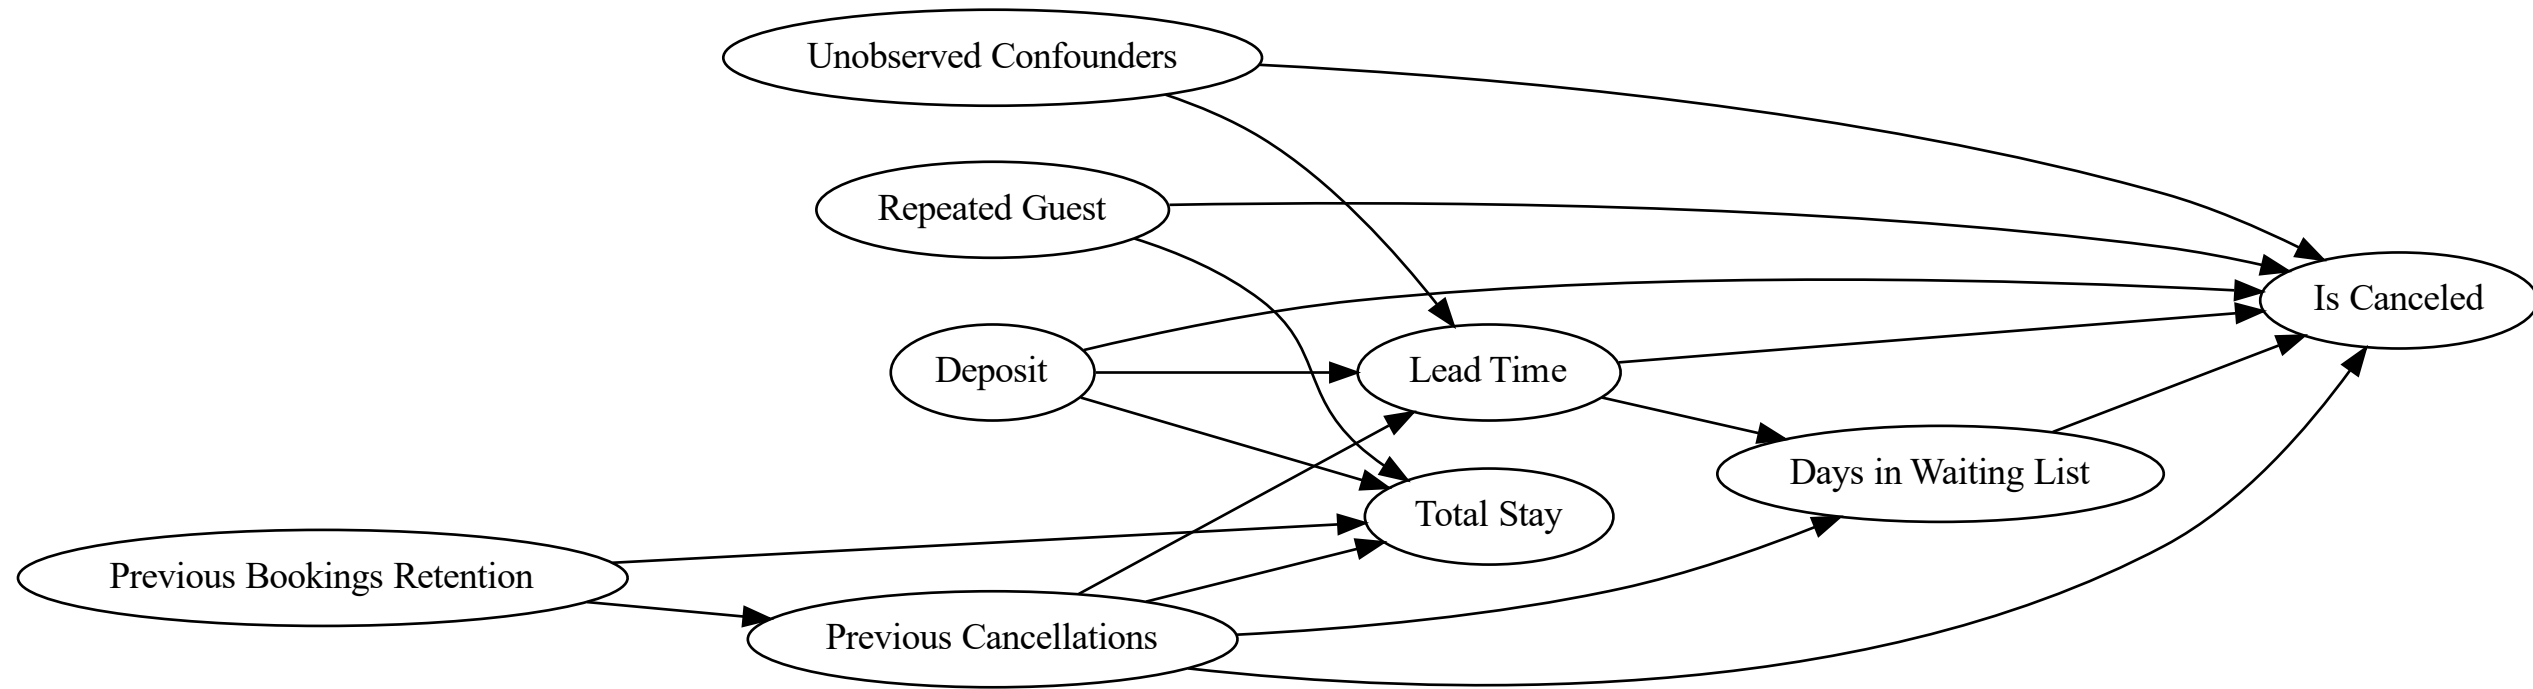 Unobserved Confounders
Repeated Guest
Is Canceled
Deposit
Lead Time
Days in Waiting List
Total Stay
Previous Bookings Retention
Previous Cancellations